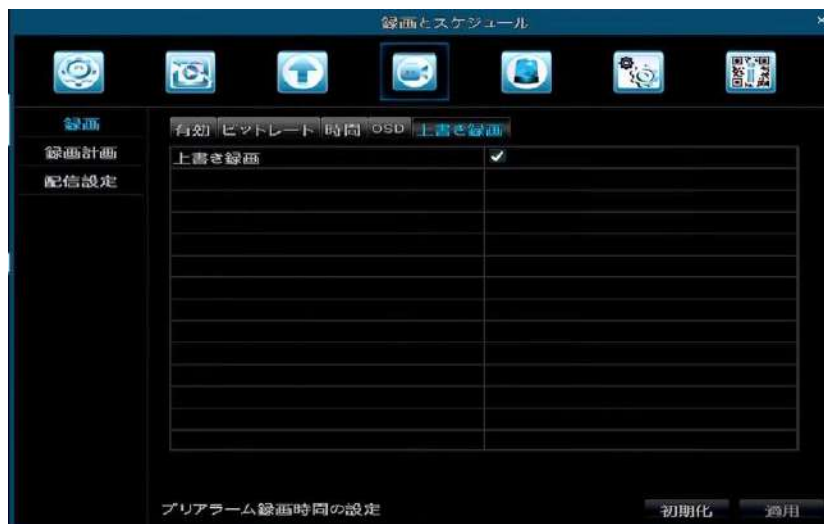 録画とスケジュール
録画
録画計画
配信設定
有効 ビットレート 時間 OSD 上書き録画
上書き録画
プリアラーム録画時間の設定
初期化 適用